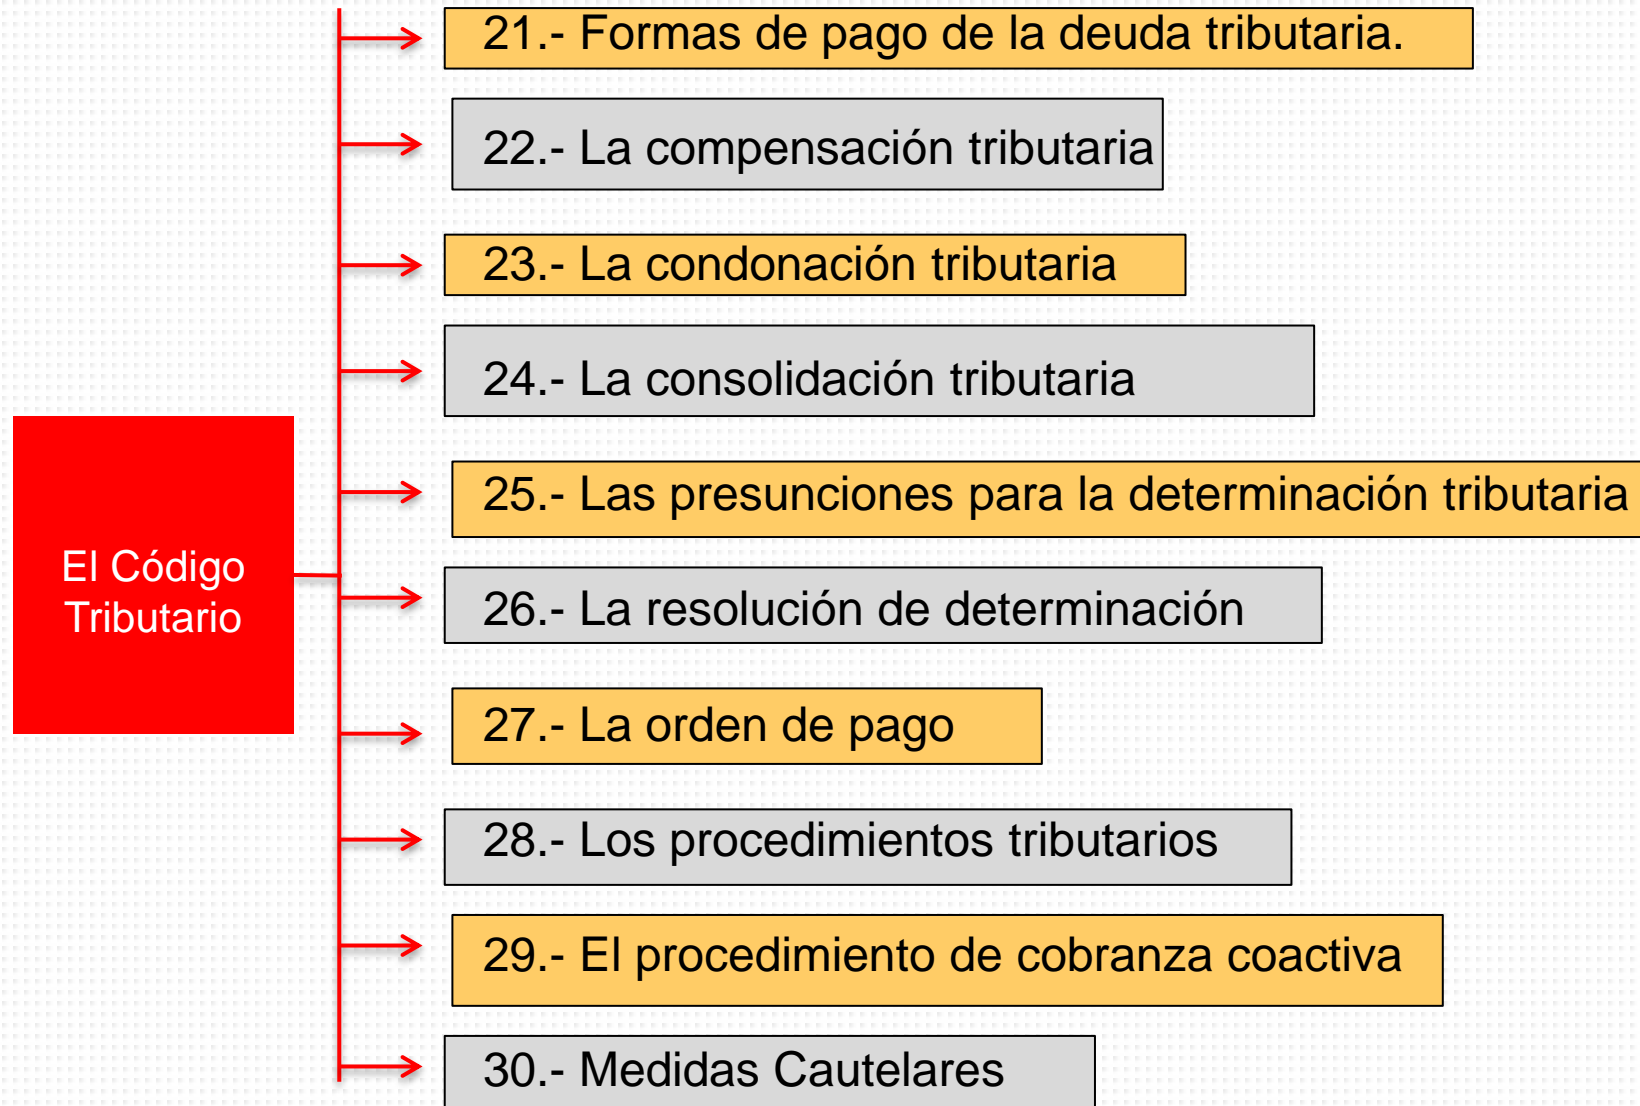 21.- Formas de pago de la deuda tributaria.
22.- La compensación tributaria
23.- La condonación tributaria
24.- La consolidación tributaria
25.- Las presunciones para la determinación tributaria
El Código
Tributario
26.- La resolución de determinación
27.- La orden de pago
28.- Los procedimientos tributarios
29.- El procedimiento de cobranza coactiva
30.- Medidas Cautelares